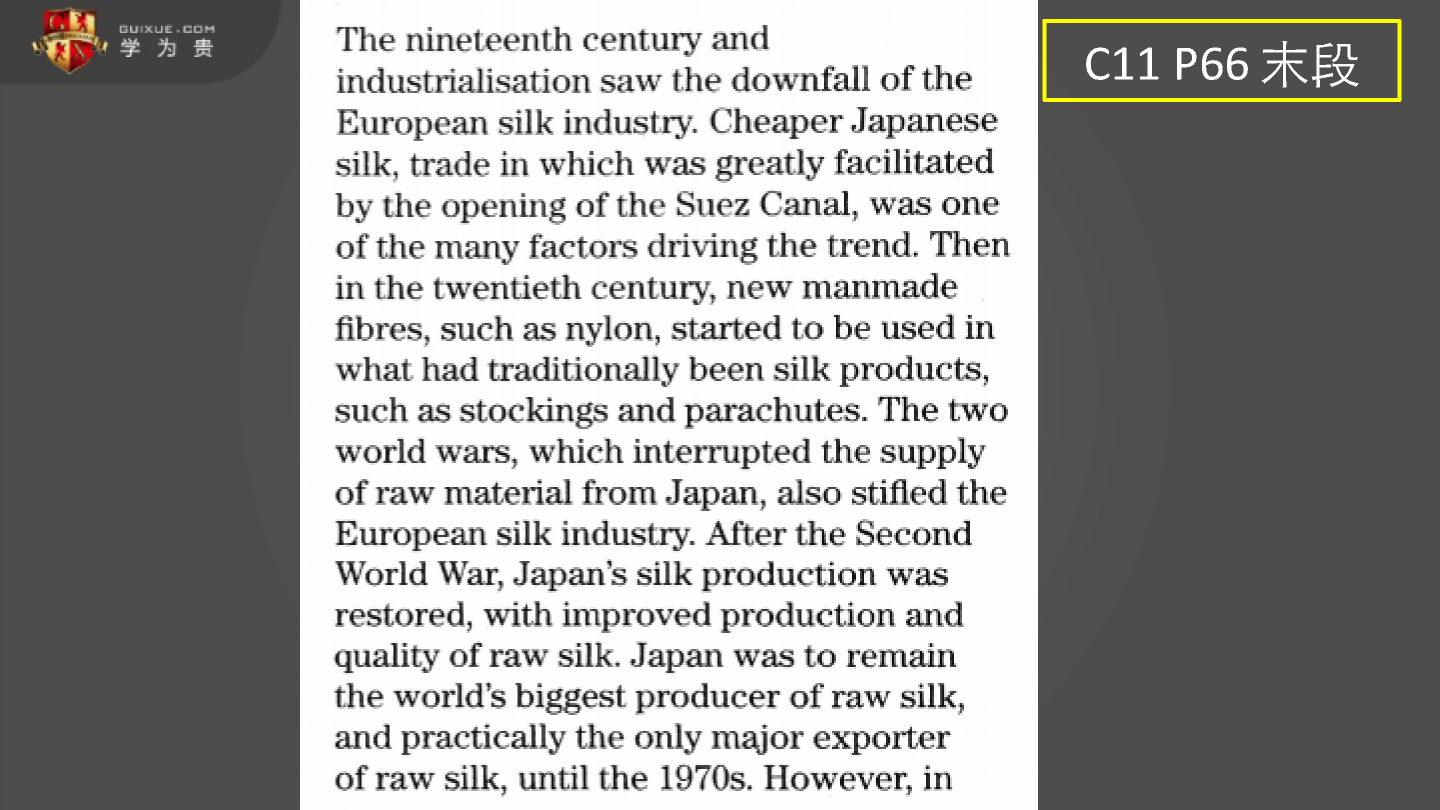 GUIXUE.COM
学为贵
The nineteenth century and
industrialisation saw the downfall of the
European silk industry. Cheaper Japanese
silk, trade in which was greatly facilitated
by the opening of the Suez Canal, was one
of the many factors driving the trend. Then
in the twentieth century, new manmade
fibres, such as nylon, started to be used in
what had traditionally been silk products,
such as stockings and parachutes. The two
world wars, which interrupted the supply
of raw material from Japan, also stifled the
European silk industry. After the Second
World War, Japan's silk production was
restored, with improved production and
quality of raw silk. Japan was to remain
the world's biggest producer of raw silk,
and practically the only major exporter
of raw silk, until the 1970s. However, in
C11 P66 末段